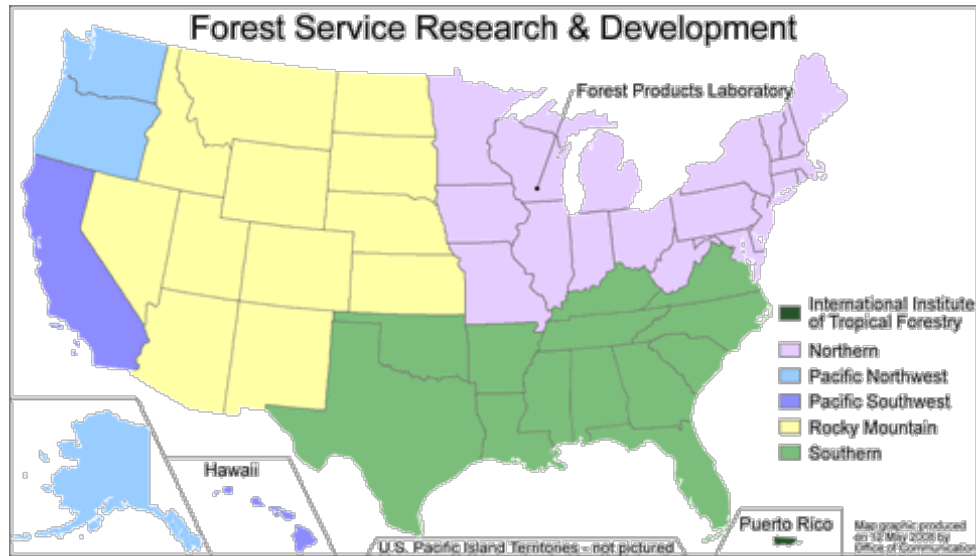 Forest Service Research & Development
Forest Products Laboratory
International Institute
of Tropical Forestry
Northern
Pacific Northwest
Pacific Southwest
Rocky Mountain
Southern
Hawaii
Puerto Rico
U.S. Pacific Island Territories - not pictured
Map graphic produced
on 12 May 2008 by
Office of Communication